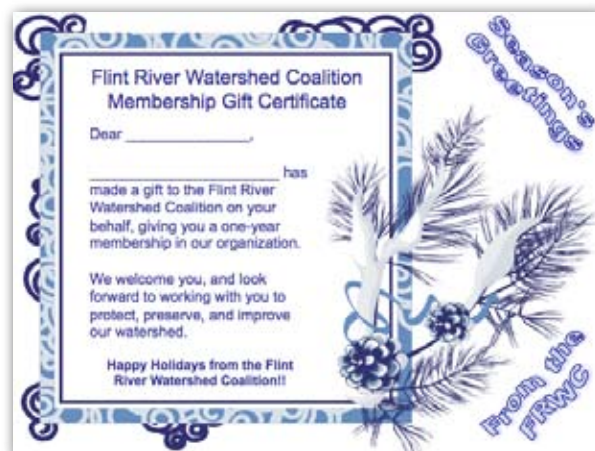 Flint River Watershed Coalition
Membership Gift Certificate
Dear ________________,
________________________ has
made a gift to the Flint River
Watershed Coalition on your
behalf, giving you a one-year
membership in our organization.
We welcome you, and look
forward to working with you to
protect, preserve, and improve
our watershed.
Happy Holidays from the Flint
River Watershed Coalition!!
Season's
Greetings
From the
FRWC